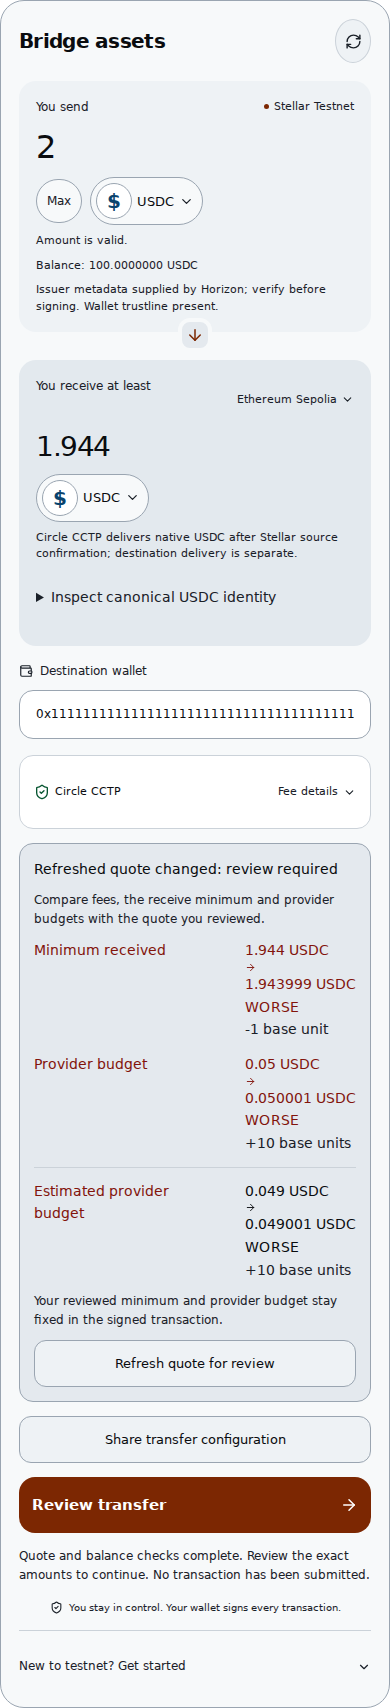 Bridge assets
You send
Stellar Testnet
2
Max
$ USDC
Amount is valid.
Balance: 100.0000000 USDC
Issuer metadata supplied by Horizon; verify before
signing. Wallet trustline present.
You receive at least
Ethereum Sepolia
1.944
$ USDC
Circle CCTP delivers native USDC after Stellar source
confirmation; destination delivery is separate.
Inspect canonical USDC identity
Destination wallet
0x1111111111111111111111111111111111111111
Circle CCTP
Fee details
Refreshed quote changed: review required
Compare fees, the receive minimum and provider
budgets with the quote you reviewed.
Minimum received
1.944 USDC
→
1.943999 USDC
WORSE
-1 base unit
Provider budget
0.05 USDC
→
0.050001 USDC
WORSE
+10 base units
Estimated provider
budget
0.049 USDC
→
0.049001 USDC
WORSE
+10 base units
Your reviewed minimum and provider budget stay
fixed in the signed transaction.
Refresh quote for review
Share transfer configuration
Review transfer →
Quote and balance checks complete. Review the exact
amounts to continue. No transaction has been submitted.
You stay in control. Your wallet signs every transaction.
New to testnet? Get started